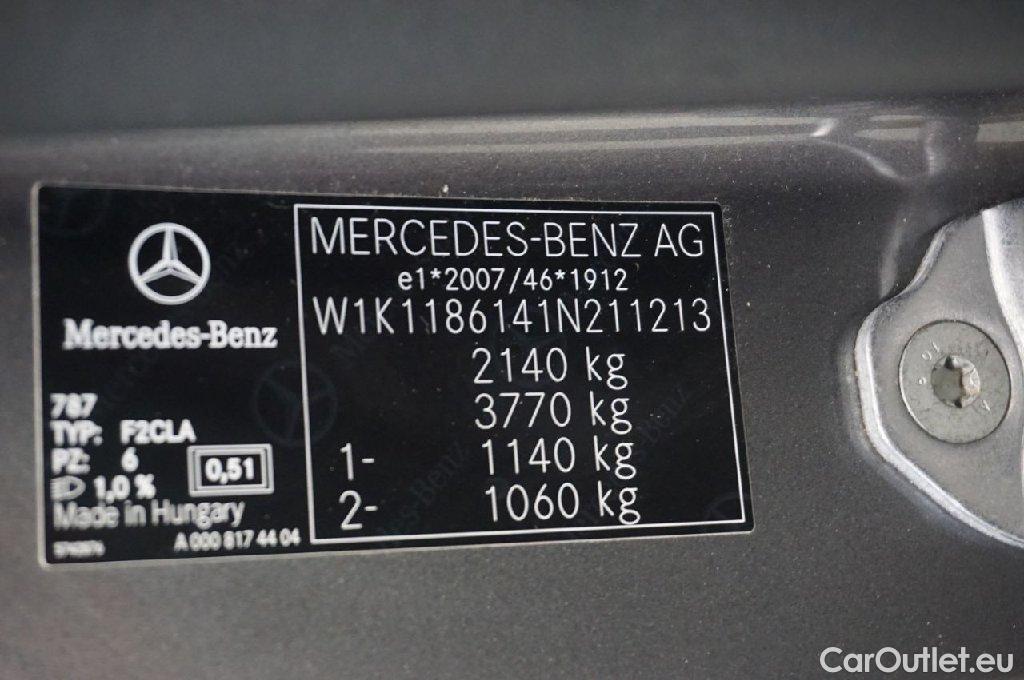 Mercedes-Benz
787
TYP: F2CLA
PZ: 6
1,0 %
0,51
Made in Hungary
A 000 817 44 04
MERCEDES-BENZ AG
e1*2007/46*1912
W1K1186141N211213
2140 kg
3770 kg
1- 1140 kg
2- 1060 kg
CarOutlet.eu